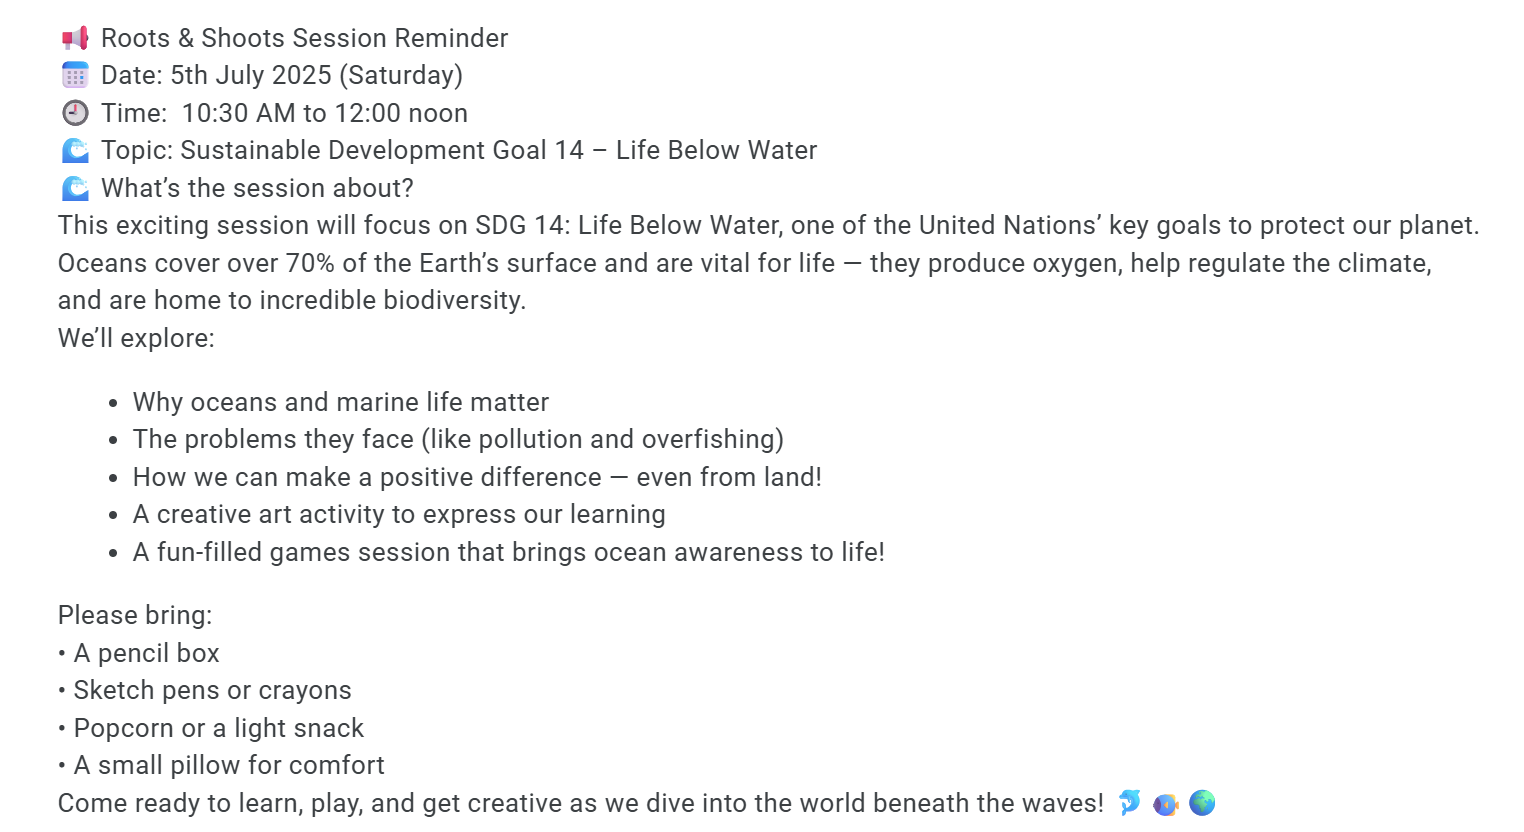 📣 Roots & Shoots Session Reminder
📅 Date: 5th July 2025 (Saturday)
🕘 Time:  10:30 AM to 12:00 noon
🌊 Topic: Sustainable Development Goal 14 – Life Below Water
🌊 What’s the session about?
This exciting session will focus on SDG 14: Life Below Water, one of the United Nations’ key goals to protect our planet.
Oceans cover over 70% of the Earth’s surface and are vital for life — they produce oxygen, help regulate the climate,
and are home to incredible biodiversity.
We’ll explore:
• Why oceans and marine life matter
• The problems they face (like pollution and overfishing)
• How we can make a positive difference — even from land!
• A creative art activity to express our learning
• A fun-filled games session that brings ocean awareness to life!
Please bring:
• A pencil box
• Sketch pens or crayons
• Popcorn or a light snack
• A small pillow for comfort
Come ready to learn, play, and get creative as we dive into the world beneath the waves! 🐬 🐠 🌍